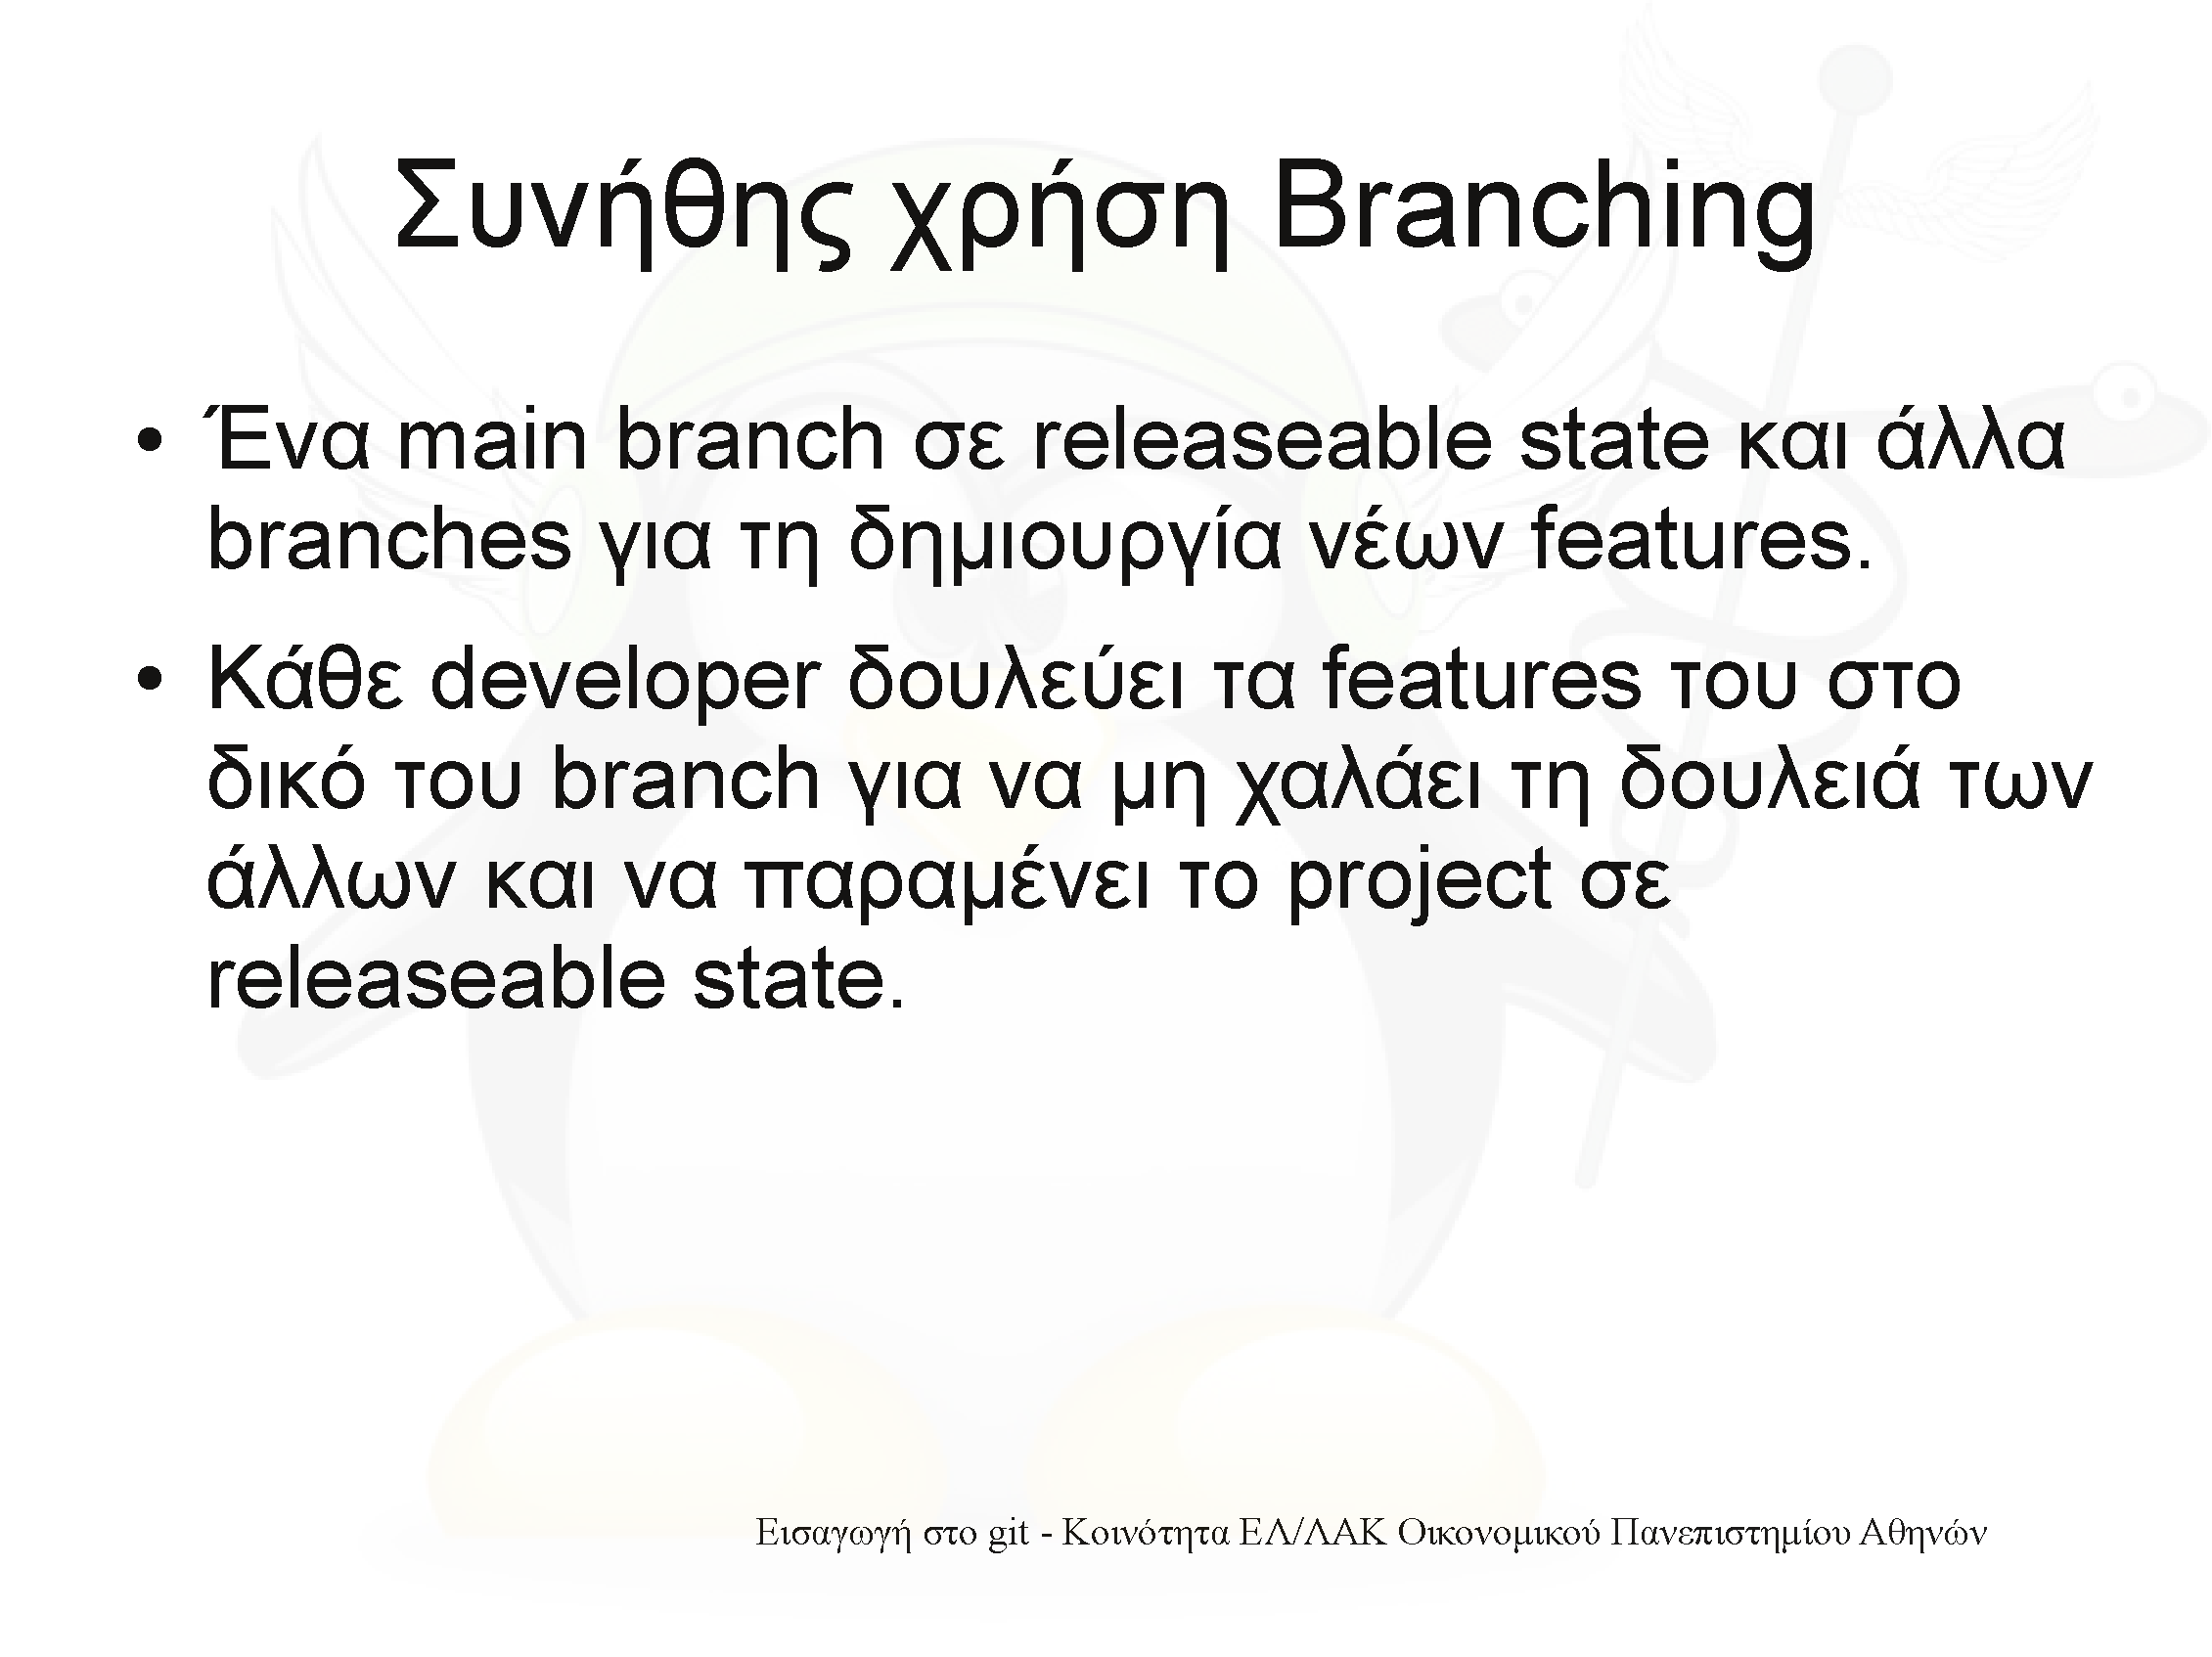 Συνήθης χρήση Branching
• Ένα main branch σε releaseable state και άλλα
branches για τη δημιουργία νέων features.
• Κάθε developer δουλεύει τα features του στο
δικό του branch για να μη χαλάει τη δουλειά των
άλλων και να παραμένει το project σε
releaseable state.
Εισαγωγή στο git - Κοινότητα ΕΛ/ΛΑΚ Οικονομικού Πανεπιστημίου Αθηνών